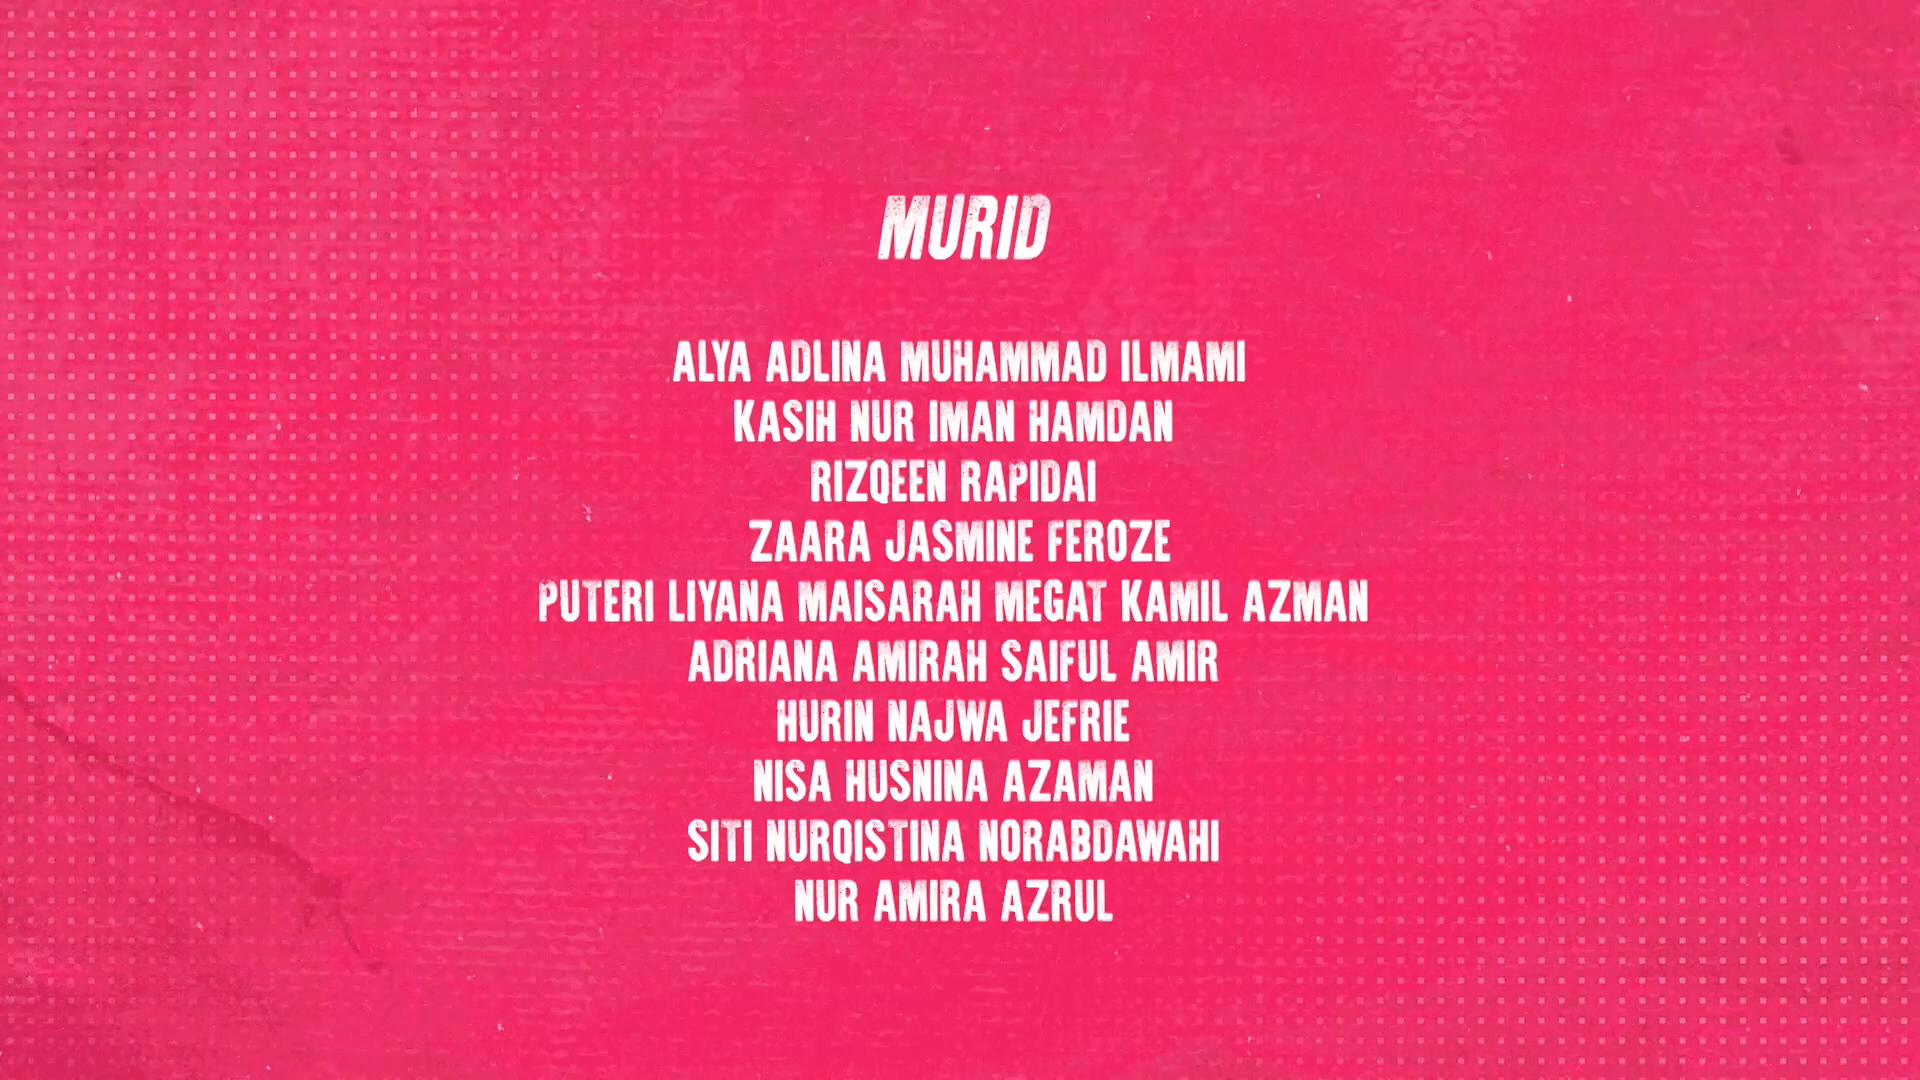 MURID
ALYA ADLINA MUHAMMAD ILMAMI
KASIH NUR IMAN HAMDAN
RIZQEEN RAPIDAI
ZAARA JASMINE FEROZE
PUTERI LIYANA MAISARAH MEGAT KAMIL AZMAN
ADRIANA AMIRAH SAIFUL AMIR
HURIN NAJWA JEFRIE
NISA HUSNINA AZAMAN
SITI NURQISTINA NORABDAWAHI
NUR AMIRA AZRUL